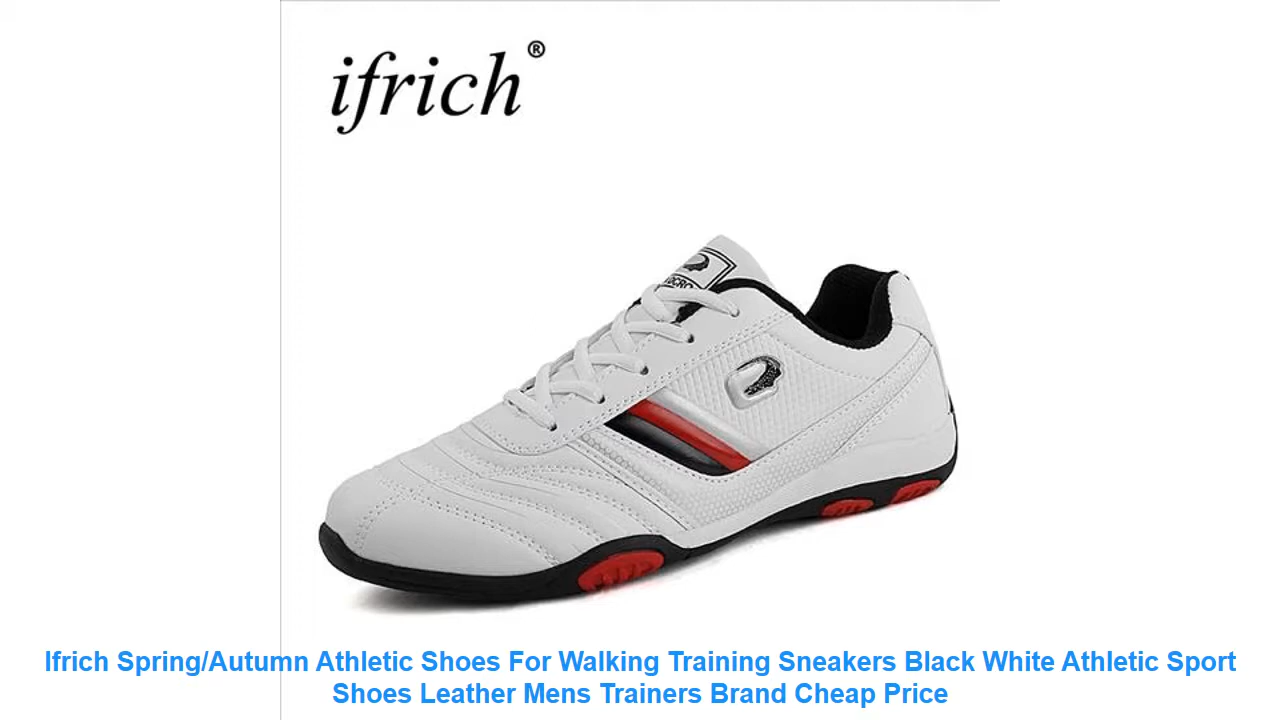 ifrich®
Ifrich Spring/Autumn Athletic Shoes For Walking Training Sneakers Black White Athletic Sport
Shoes Leather Mens Trainers Brand Cheap Price